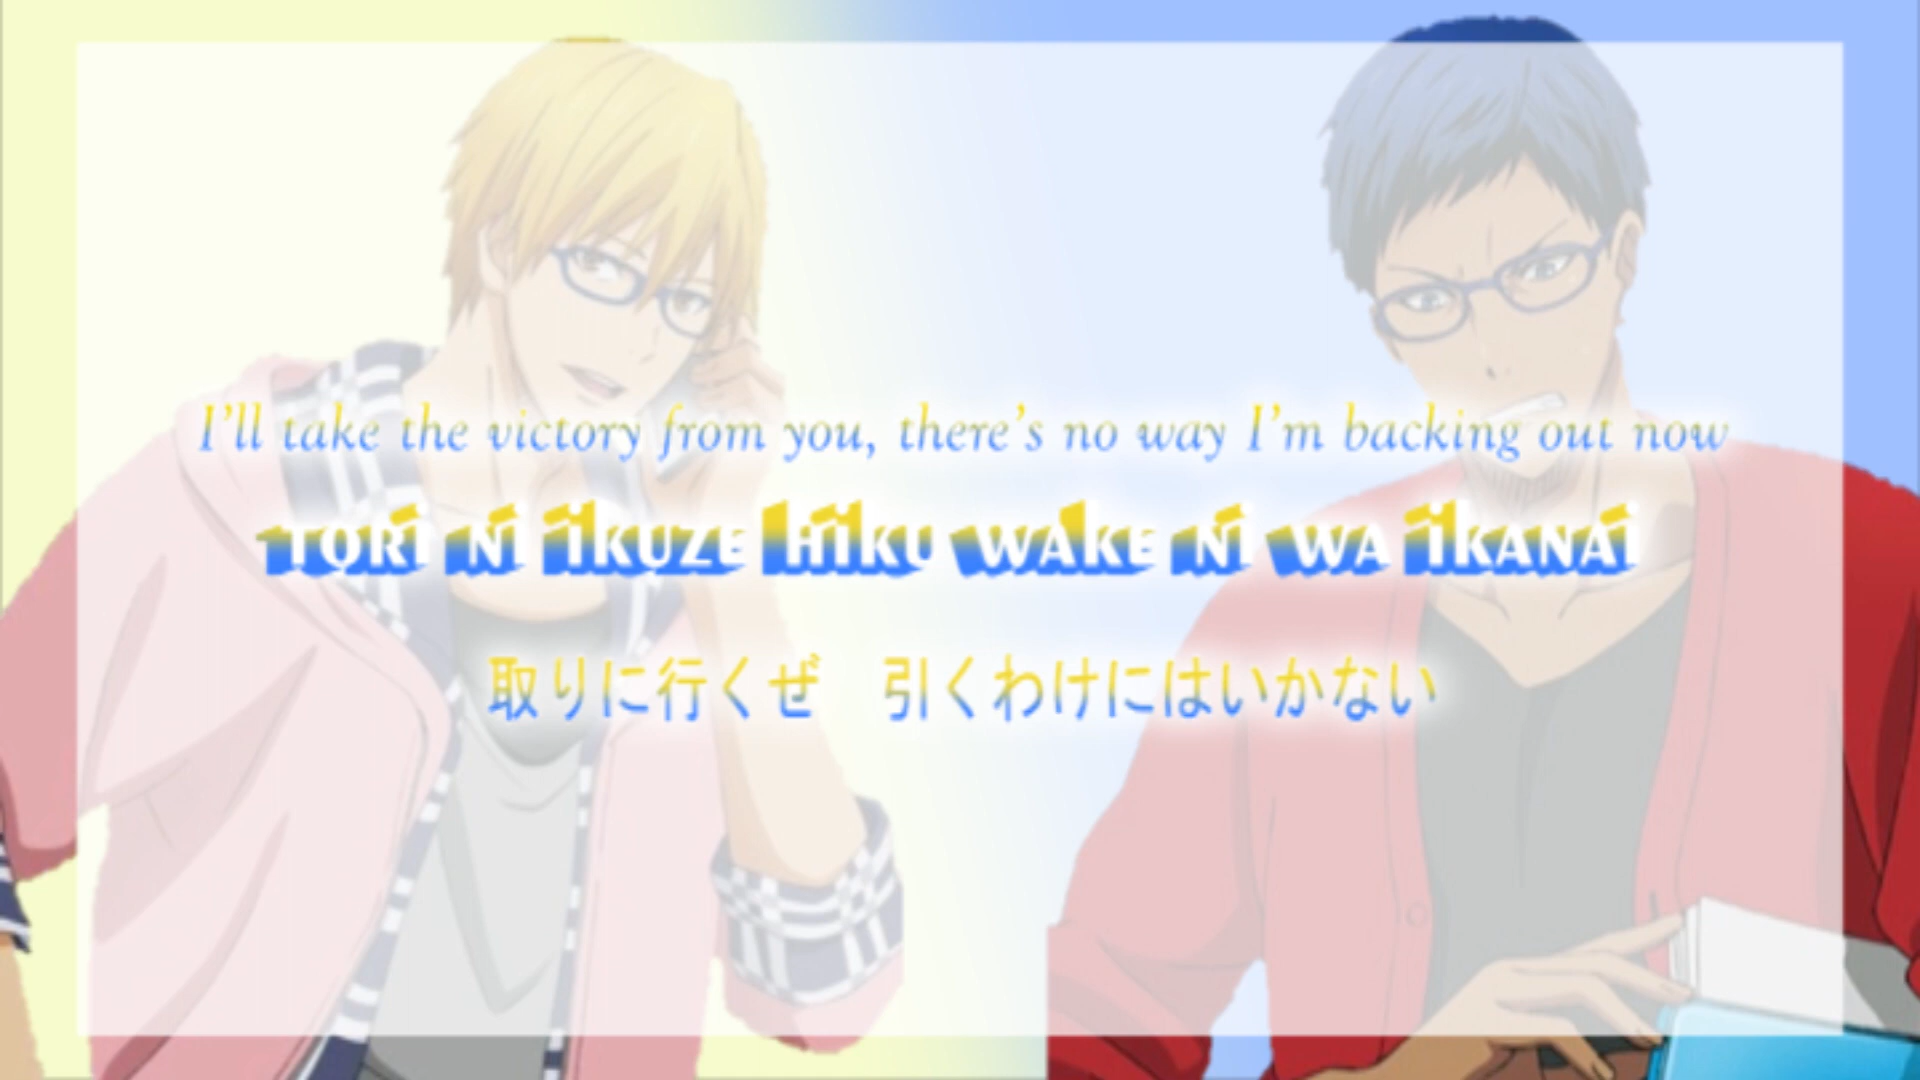 I'll take the victory from you, there's no way I'm backing out now
TORI NI IKUZE HIKU WAKE NI WA IKANAI
取りに行くぜ　引くわけにはいかない